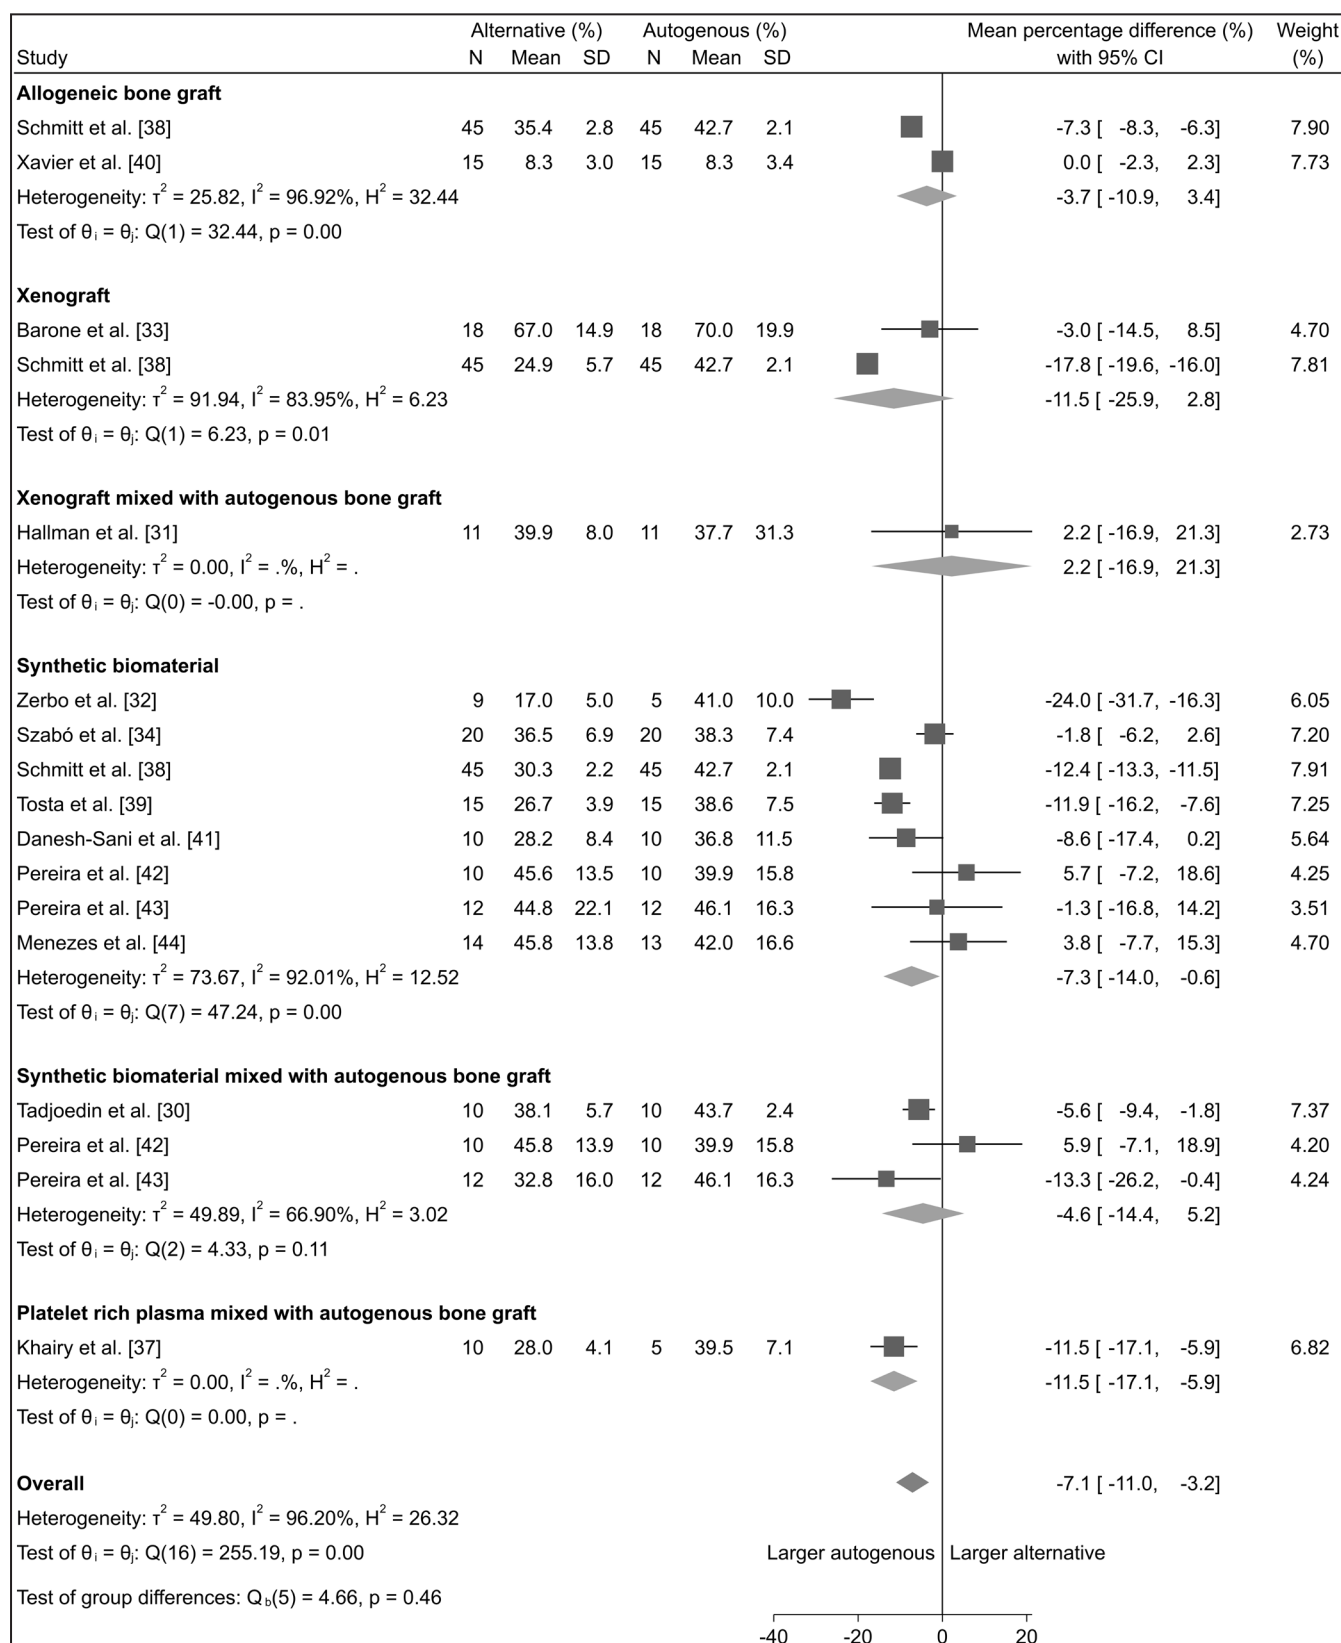 Alternative (%) Autogenous (%) Mean percentage difference (%) Weight
Study N Mean SD N Mean SD with 95% CI (%)
Allogeneic bone graft
Schmitt et al. [38] 45 35.4 2.8 45 42.7 2.1 -7.3 [ -8.3, -6.3] 7.90
Xavier et al. [40] 15 8.3 3.0 15 8.3 3.4 0.0 [ -2.3, 2.3] 7.73
Heterogeneity: τ² = 25.82, I² = 96.92%, H² = 32.44 -3.7 [ -10.9, 3.4]
Test of θᵢ = θⱼ: Q(1) = 32.44, p = 0.00
Xenograft
Barone et al. [33] 18 67.0 14.9 18 70.0 19.9 -3.0 [ -14.5, 8.5] 4.70
Schmitt et al. [38] 45 24.9 5.7 45 42.7 2.1 -17.8 [ -19.6, -16.0] 7.81
Heterogeneity: τ² = 91.94, I² = 83.95%, H² = 6.23 -11.5 [ -25.9, 2.8]
Test of θᵢ = θⱼ: Q(1) = 6.23, p = 0.01
Xenograft mixed with autogenous bone graft
Hallman et al. [31] 11 39.9 8.0 11 37.7 31.3 2.2 [ -16.9, 21.3] 2.73
Heterogeneity: τ² = 0.00, I² = .%, H² = . 2.2 [ -16.9, 21.3]
Test of θᵢ = θⱼ: Q(0) = -0.00, p = .
Synthetic biomaterial
Zerbo et al. [32] 9 17.0 5.0 5 41.0 10.0 -24.0 [ -31.7, -16.3] 6.05
Szabó et al. [34] 20 36.5 6.9 20 38.3 7.4 -1.8 [ -6.2, 2.6] 7.20
Schmitt et al. [38] 45 30.3 2.2 45 42.7 2.1 -12.4 [ -13.3, -11.5] 7.91
Tosta et al. [39] 15 26.7 3.9 15 38.6 7.5 -11.9 [ -16.2, -7.6] 7.25
Danesh-Sani et al. [41] 10 28.2 8.4 10 36.8 11.5 -8.6 [ -17.4, 0.2] 5.64
Pereira et al. [42] 10 45.6 13.5 10 39.9 15.8 5.7 [ -7.2, 18.6] 4.25
Pereira et al. [43] 12 44.8 22.1 12 46.1 16.3 -1.3 [ -16.8, 14.2] 3.51
Menezes et al. [44] 14 45.8 13.8 13 42.0 16.6 3.8 [ -7.7, 15.3] 4.70
Heterogeneity: τ² = 73.67, I² = 92.01%, H² = 12.52 -7.3 [ -14.0, -0.6]
Test of θᵢ = θⱼ: Q(7) = 47.24, p = 0.00
Synthetic biomaterial mixed with autogenous bone graft
Tadjoedin et al. [30] 10 38.1 5.7 10 43.7 2.4 -5.6 [ -9.4, -1.8] 7.37
Pereira et al. [42] 10 45.8 13.9 10 39.9 15.8 5.9 [ -7.1, 18.9] 4.20
Pereira et al. [43] 12 32.8 16.0 12 46.1 16.3 -13.3 [ -26.2, -0.4] 4.24
Heterogeneity: τ² = 49.89, I² = 66.90%, H² = 3.02 -4.6 [ -14.4, 5.2]
Test of θᵢ = θⱼ: Q(2) = 4.33, p = 0.11
Platelet rich plasma mixed with autogenous bone graft
Khairy et al. [37] 10 28.0 4.1 5 39.5 7.1 -11.5 [ -17.1, -5.9] 6.82
Heterogeneity: τ² = 0.00, I² = .%, H² = . -11.5 [ -17.1, -5.9]
Test of θᵢ = θⱼ: Q(0) = 0.00, p = .
Overall -7.1 [ -11.0, -3.2]
Heterogeneity: τ² = 49.80, I² = 96.20%, H² = 26.32
Test of θᵢ = θⱼ: Q(16) = 255.19, p = 0.00 Larger autogenous Larger alternative
Test of group differences: Q b(5) = 4.66, p = 0.46
-40 -20 0 20